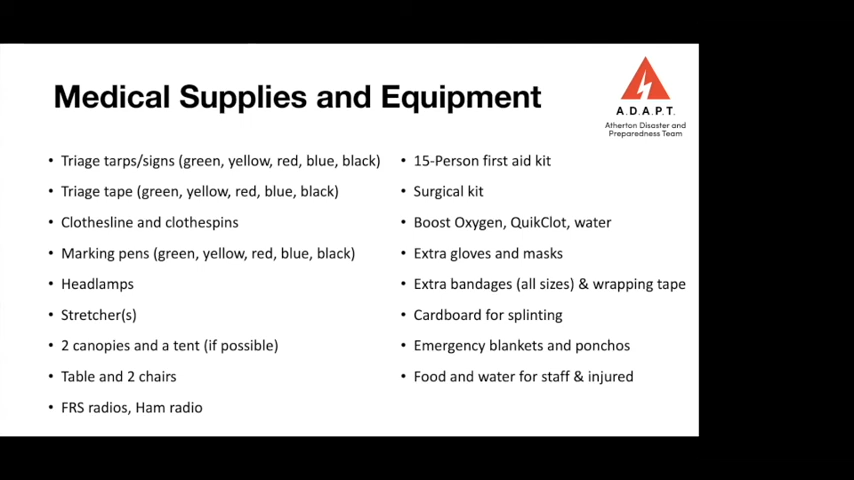 Medical Supplies and Equipment
A.D.A.P.T.
Atherton Disaster and
Preparedness Team
• Triage tarps/signs (green, yellow, red, blue, black)
• Triage tape (green, yellow, red, blue, black)
• Clothesline and clothespins
• Marking pens (green, yellow, red, blue, black)
• Headlamps
• Stretcher(s)
• 2 canopies and a tent (if possible)
• Table and 2 chairs
• FRS radios, Ham radio
• 15-Person first aid kit
• Surgical kit
• Boost Oxygen, QuikClot, water
• Extra gloves and masks
• Extra bandages (all sizes) & wrapping tape
• Cardboard for splinting
• Emergency blankets and ponchos
• Food and water for staff & injured